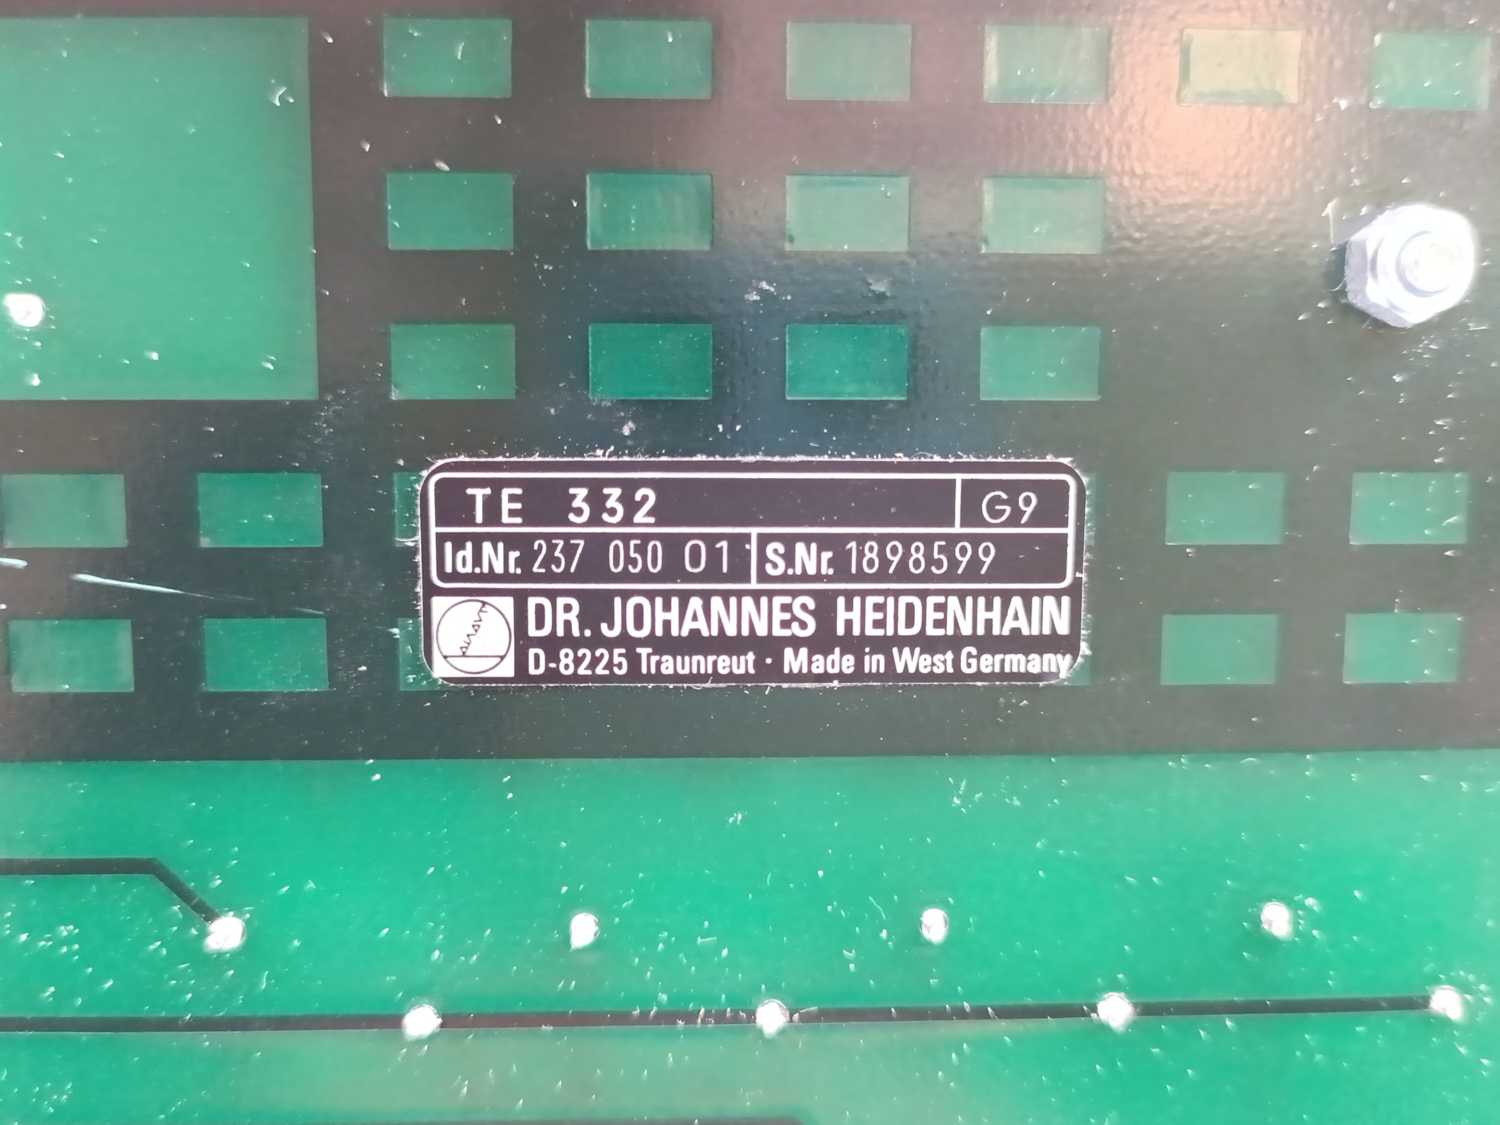 TE 332 G9
Id.Nr. 237 050 01 S.Nr. 1898599
DR. JOHANNES HEIDENHAIN
D-8225 Traunreut · Made in West Germany